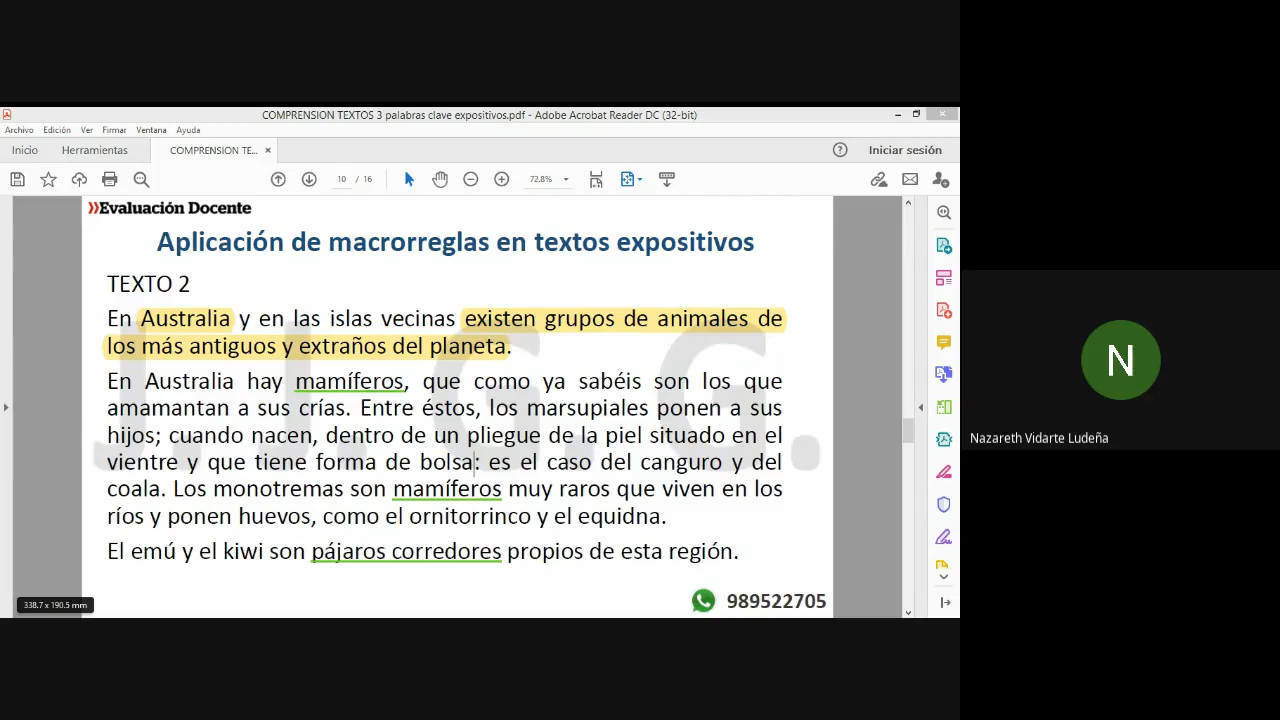 COMPRENSION TEXTOS 3 palabras clave expositivos.pdf - Adobe Acrobat Reader DC (32-bit)
Archivo Edición Ver Firmar Ventana Ayuda
Inicio Herramientas COMPRENSION TE... × Iniciar sesión
10 / 16 72.8%
»Evaluación Docente
Aplicación de macrorreglas en textos expositivos
TEXTO 2
En Australia y en las islas vecinas existen grupos de animales de
los más antiguos y extraños del planeta.
En Australia hay mamíferos, que como ya sabéis son los que
amamantan a sus crías. Entre éstos, los marsupiales ponen a sus
hijos; cuando nacen, dentro de un pliegue de la piel situado en el
vientre y que tiene forma de bolsa: es el caso del canguro y del
coala. Los monotremas son mamíferos muy raros que viven en los
ríos y ponen huevos, como el ornitorrinco y el equidna.
El emú y el kiwi son pájaros corredores propios de esta región.
J. J. G. G.
338.7 x 190.5 mm
989522705
N
Nazareth Vidarte Ludeña